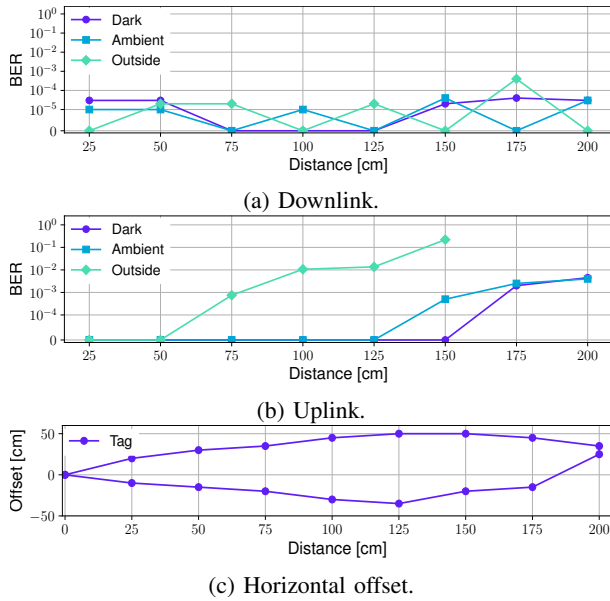 BER
10^0
10^-1
10^-2
10^-3
10^-4
10^-5
0
Dark
Ambient
Outside
25 50 75 100 125 150 175 200
Distance [cm]
(a) Downlink.
BER
10^0
10^-1
10^-2
10^-3
10^-4
0
Dark
Ambient
Outside
25 50 75 100 125 150 175 200
Distance [cm]
(b) Uplink.
Offset [cm]
50
0
−50
Tag
0 25 50 75 100 125 150 175 200
Distance [cm]
(c) Horizontal offset.